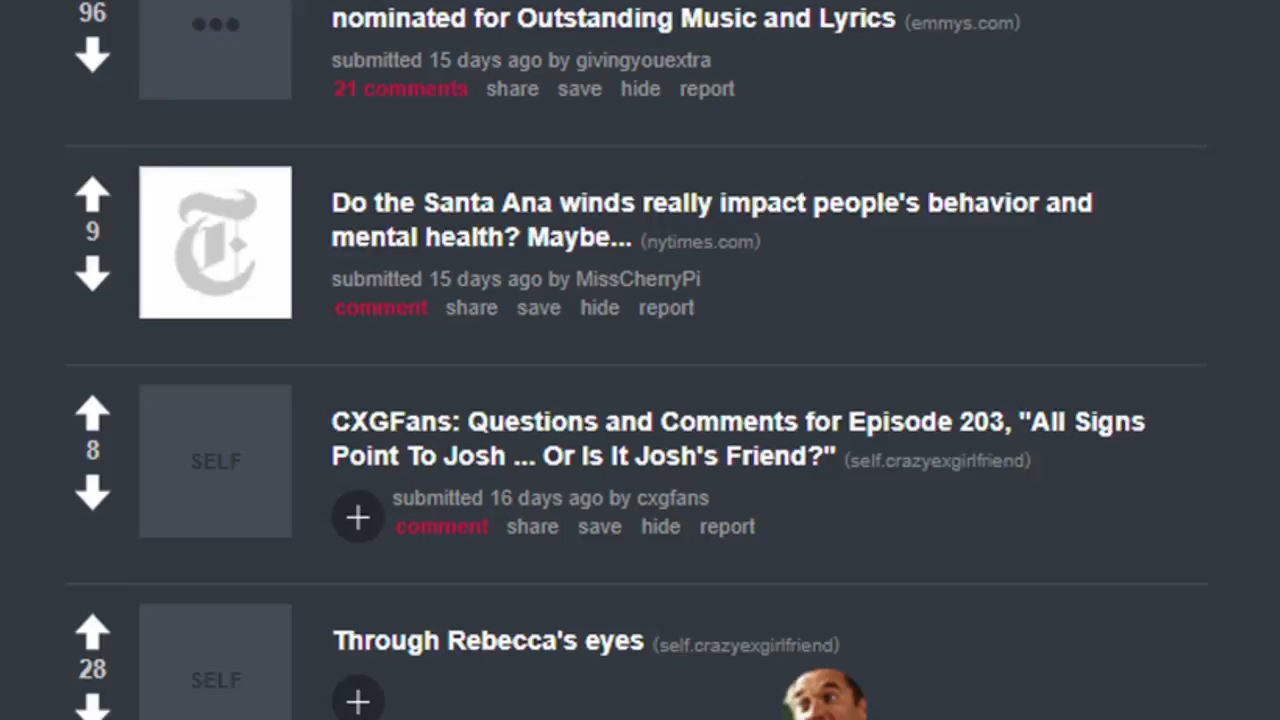 96
nominated for Outstanding Music and Lyrics (emmys.com)
submitted 15 days ago by givingyouextra
21 comments share save hide report
9
Do the Santa Ana winds really impact people's behavior and
mental health? Maybe... (nytimes.com)
submitted 15 days ago by MissCherryPi
comment share save hide report
8
SELF
CXGFans: Questions and Comments for Episode 203, "All Signs
Point To Josh ... Or Is It Josh's Friend?" (self.crazyexgirlfriend)
submitted 16 days ago by cxgfans
comment share save hide report
28
SELF
Through Rebecca's eyes (self.crazyexgirlfriend)